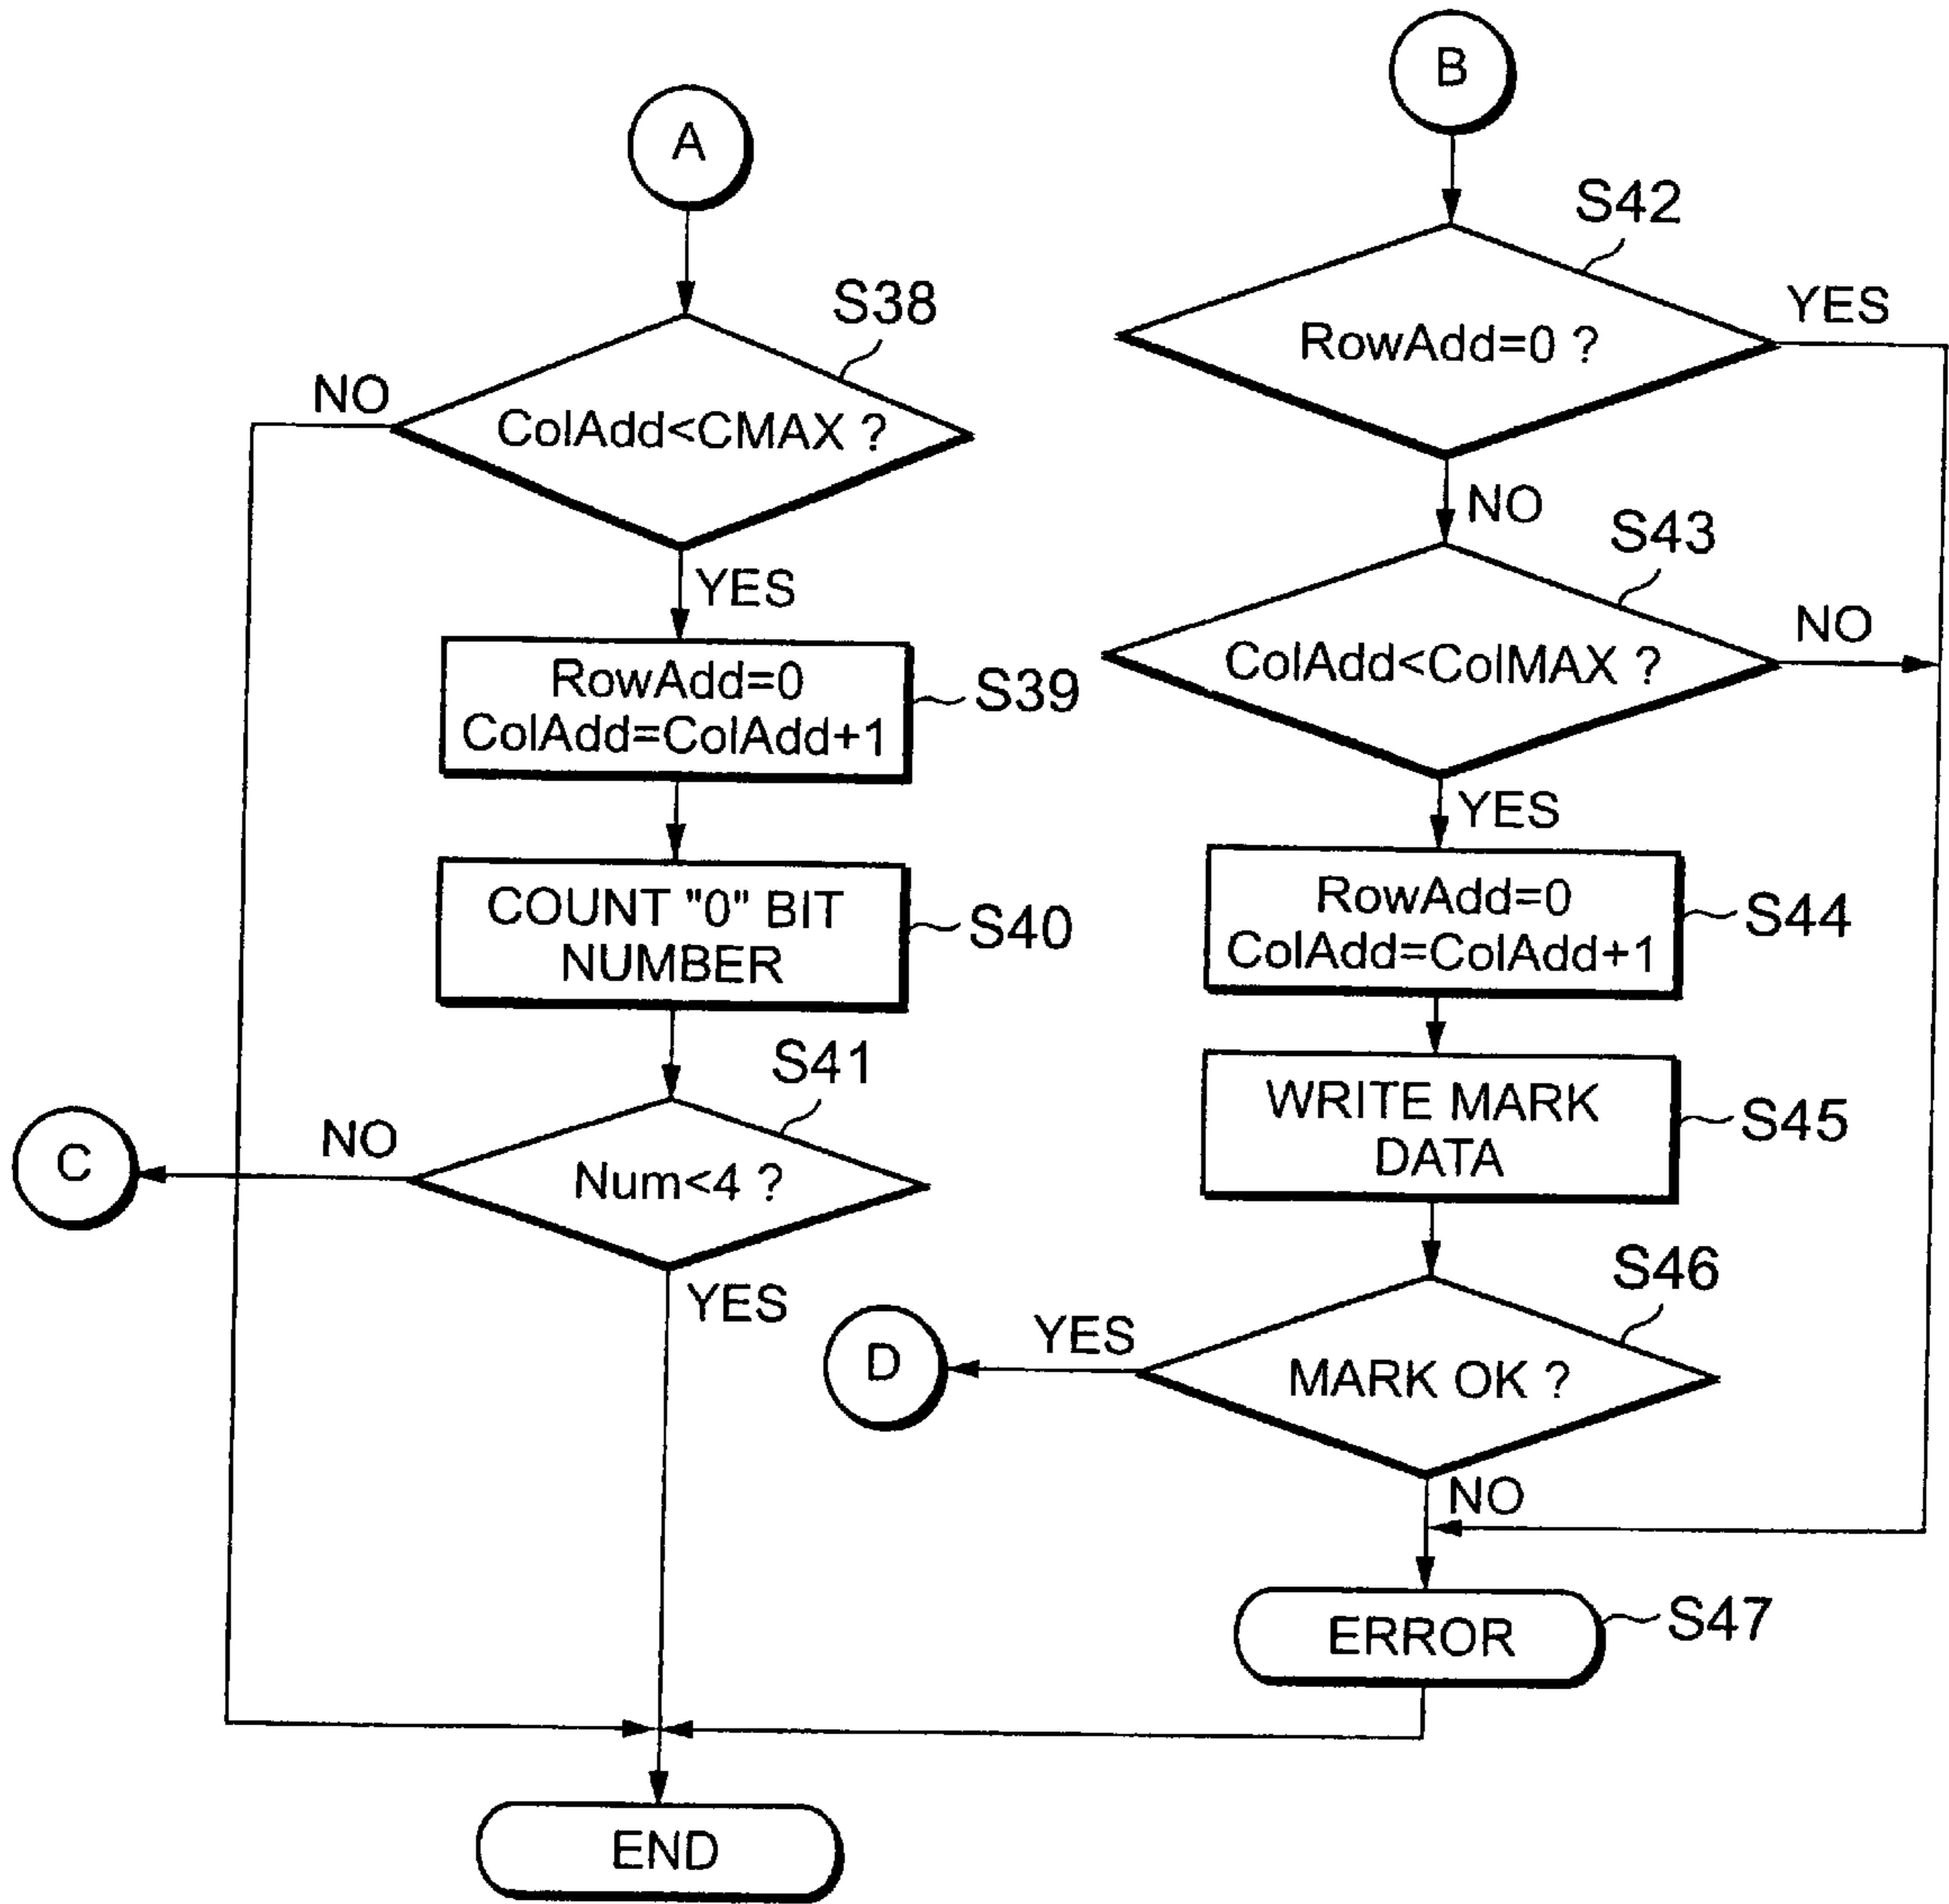 A
S38
ColAdd<CMAX ?
NO
YES
RowAdd=0
ColAdd=ColAdd+1
S39
COUNT "0" BIT
NUMBER
S40
S41
Num<4 ?
NO
C
YES
END
B
S42
RowAdd=0 ?
YES
NO
S43
ColAdd<ColMAX ?
NO
YES
RowAdd=0
ColAdd=ColAdd+1
S44
WRITE MARK
DATA
S45
S46
MARK OK ?
YES
D
NO
ERROR
S47